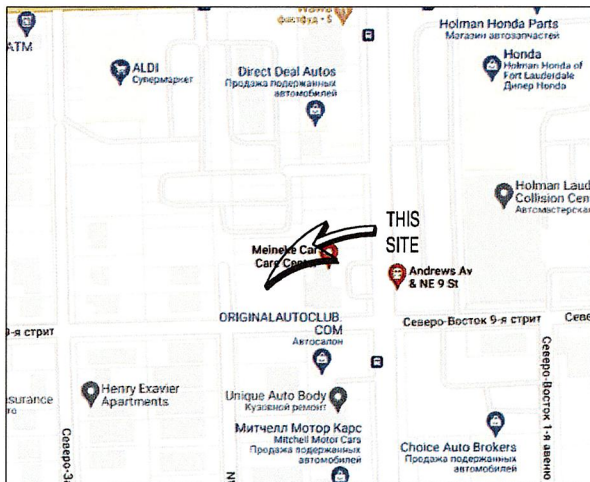 фастфуд • $
ATM
ALDI
Супермаркет
Direct Deal Autos
Продажа подержанных
автомобилей
Holman Honda Parts
Магазин автозапчастей
Honda
Holman Honda of
Fort Lauderdale
Дилер Honda
Holman Laud
Collision Cen
Автомастерска
THIS
SITE
Meineke Cars
Care Center
Andrews Av
& NE 9 St
ORIGINALAUTOCLUB.
COM
Автосалон
Северо-Восток 9-я стрит
Севе
9-я стрит
Henry Exavier
Apartments
surance
Unique Auto Body
Кузовной ремонт
Митчелл Мотор Карс
Mitchell Motor Cars
Продажа подержанных
автомобилей
Choice Auto Brokers
Продажа подержанных
автомобилей
Северо-Восток 1-я авеню
Северо-За